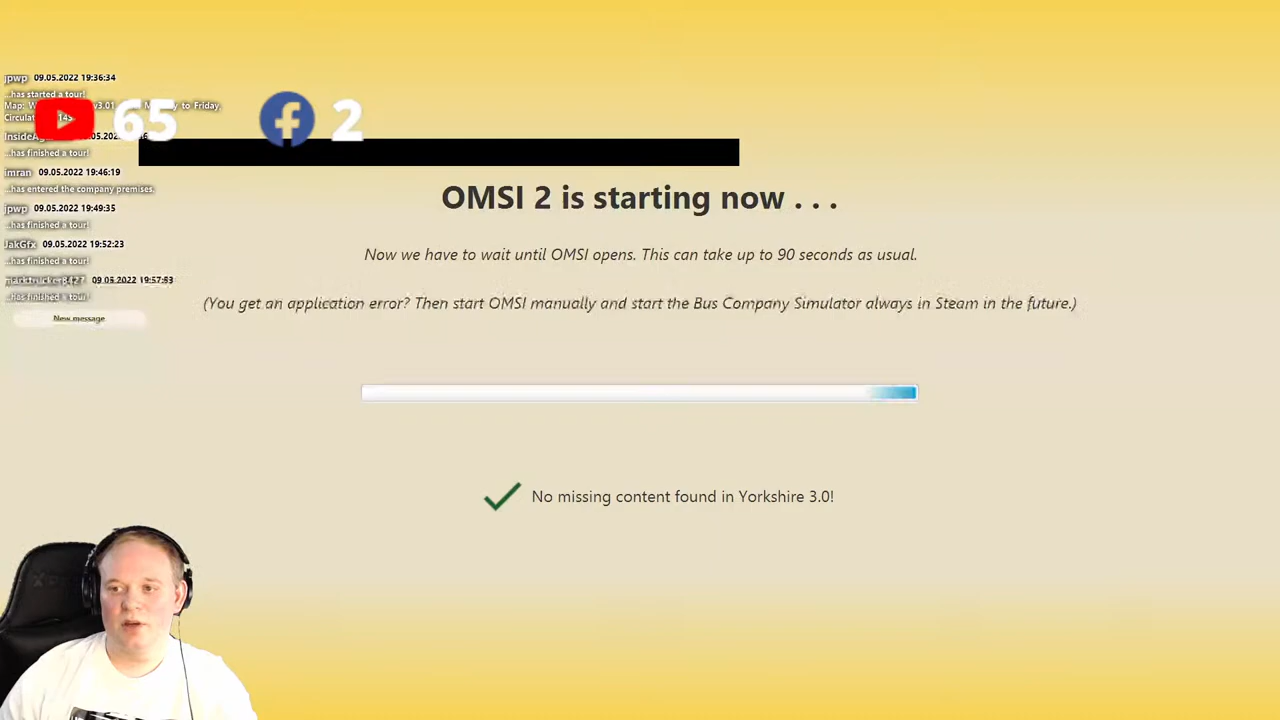 jpwp 09.05.2022 19:36:34
...has started a tour!
to Friday,
65
2
...has finished a tour!
imran 09.05.2022 19:46:19
...has entered the company premises.
jpwp 09.05.2022 19:49:35
...has finished a tour!
JakGfx 09.05.2022 19:52:23
...has finished a tour!
marktrucker8427 09.05.2022 19:57:53
...has finished a tour!
New message
OMSI 2 is starting now . . .
Now we have to wait until OMSI opens. This can take up to 90 seconds as usual.
(You get an application error? Then start OMSI manually and start the Bus Company Simulator always in Steam in the future.)
No missing content found in Yorkshire 3.0!